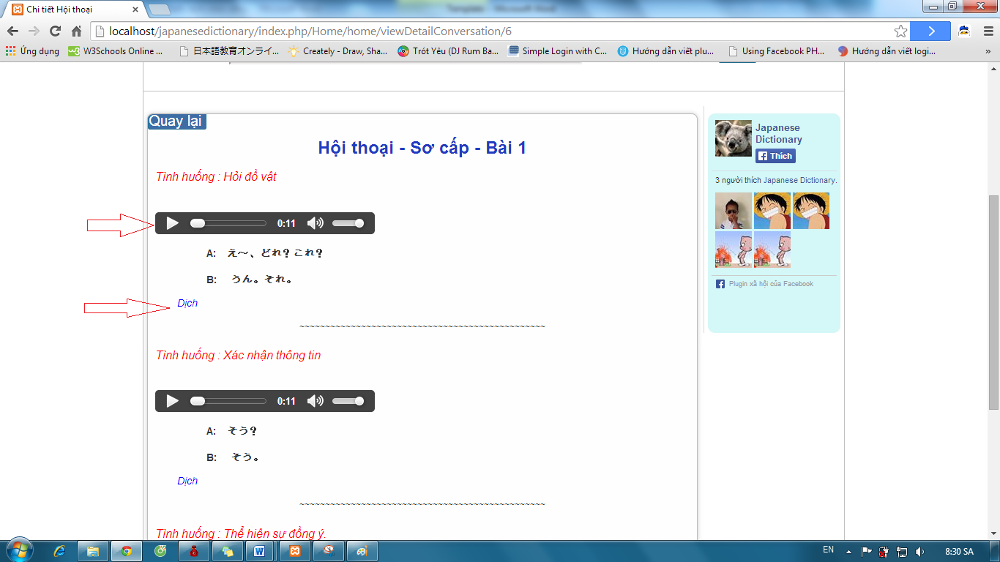 Chi tiết Hội thoại
localhost/japanesedictionary/index.php/Home/home/viewDetailConversation/6
Ứng dụng
W3Schools Online ...
日本語教育オンライ...
Creately - Draw, Sha...
Trót Yêu (DJ Rum Ba...
Simple Login with C...
Hướng dẫn viết plu...
Using Facebook PH...
Hướng dẫn viết logi...
»
Quay lại
Hội thoại - Sơ cấp - Bài 1
Tình huống : Hỏi đồ vật
0:11
A: え～、どれ？これ？
B: うん。それ。
Dịch
~~~~~~~~~~~~~~~~~~~~~~~~~~~~~~~~~~~~~~~~~~~~~~~~
Tình huống : Xác nhận thông tin
0:11
A: そう？
B: そう。
Dịch
~~~~~~~~~~~~~~~~~~~~~~~~~~~~~~~~~~~~~~~~~~~~~~~~
Tình huống : Thể hiện sự đồng ý.
Japanese
Dictionary
Thích
3 người thích Japanese Dictionary.
Plugin xã hội của Facebook
EN
8:30 SA